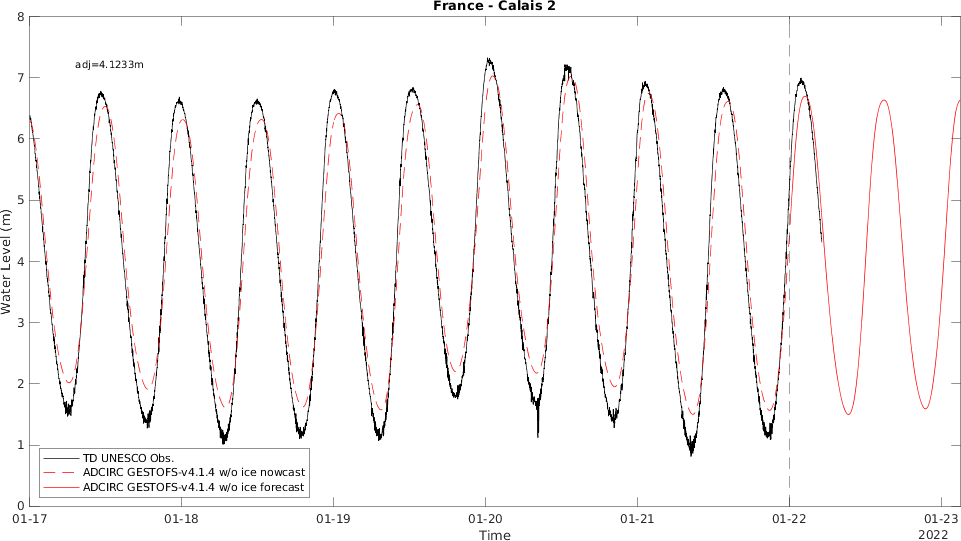 France - Calais 2
adj=4.1233m
8
7
6
5
4
3
2
1
0
Water Level (m)
TD UNESCO Obs.
ADCIRC GESTOFS-v4.1.4 w/o ice nowcast
ADCIRC GESTOFS-v4.1.4 w/o ice forecast
01-17 01-18 01-19 01-20 01-21 01-22 01-23
Time
2022